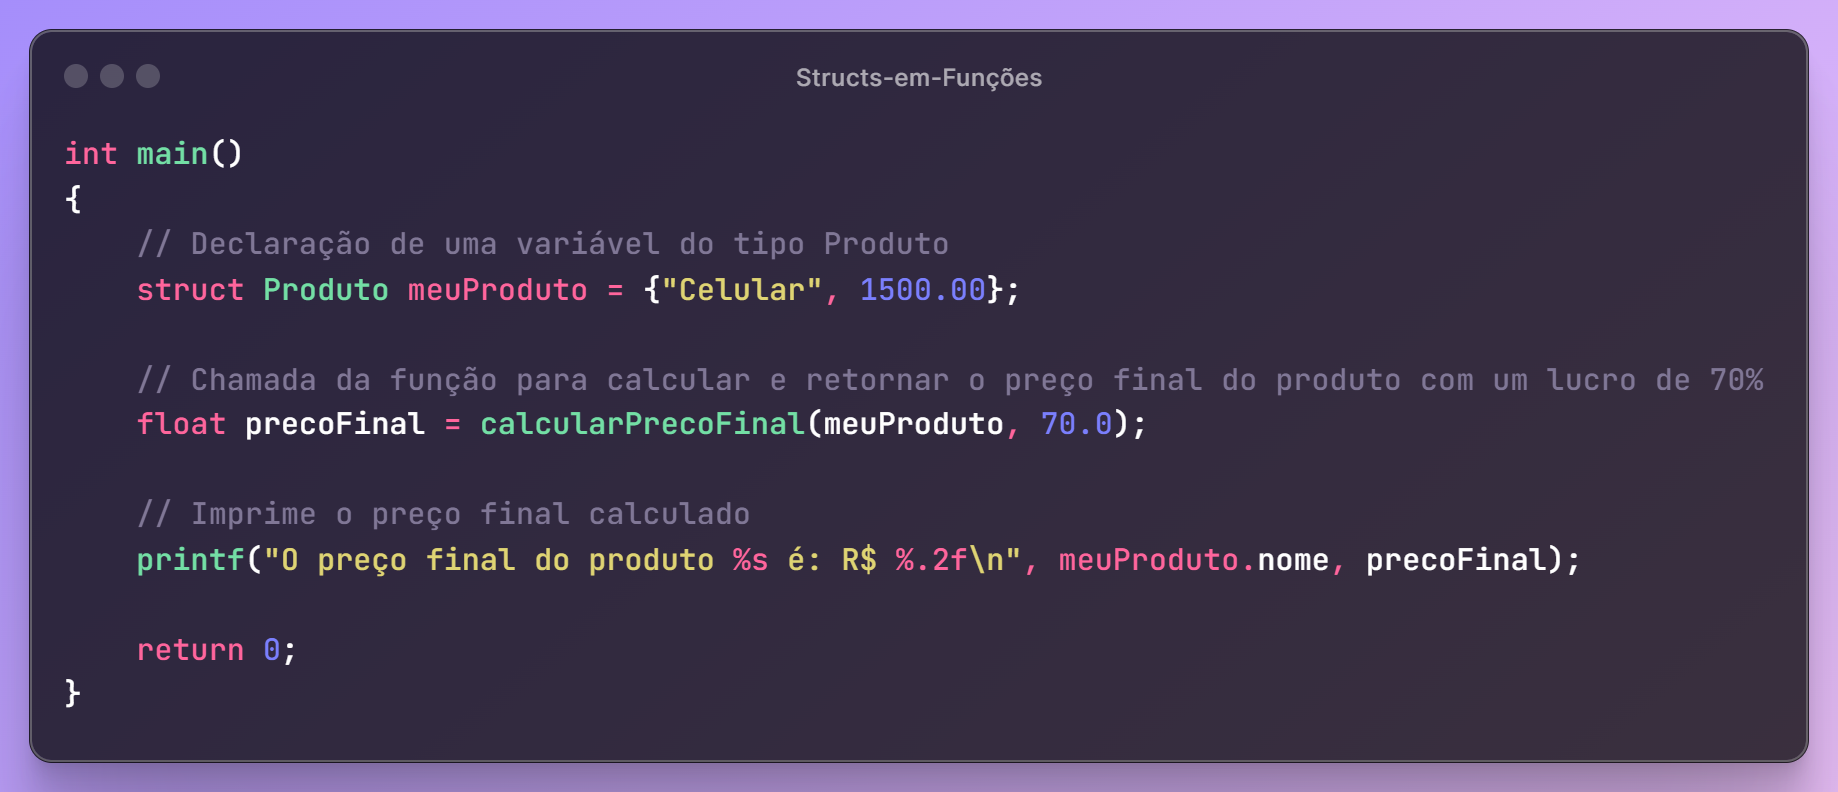 Structs-em-Funções
int main()
{
    // Declaração de uma variável do tipo Produto
    struct Produto meuProduto = {"Celular", 1500.00};
    // Chamada da função para calcular e retornar o preço final do produto com um lucro de 70%
    float precoFinal = calcularPrecoFinal(meuProduto, 70.0);
    // Imprime o preço final calculado
    printf("O preço final do produto %s é: R$ %.2f\n", meuProduto.nome, precoFinal);
    return 0;
}